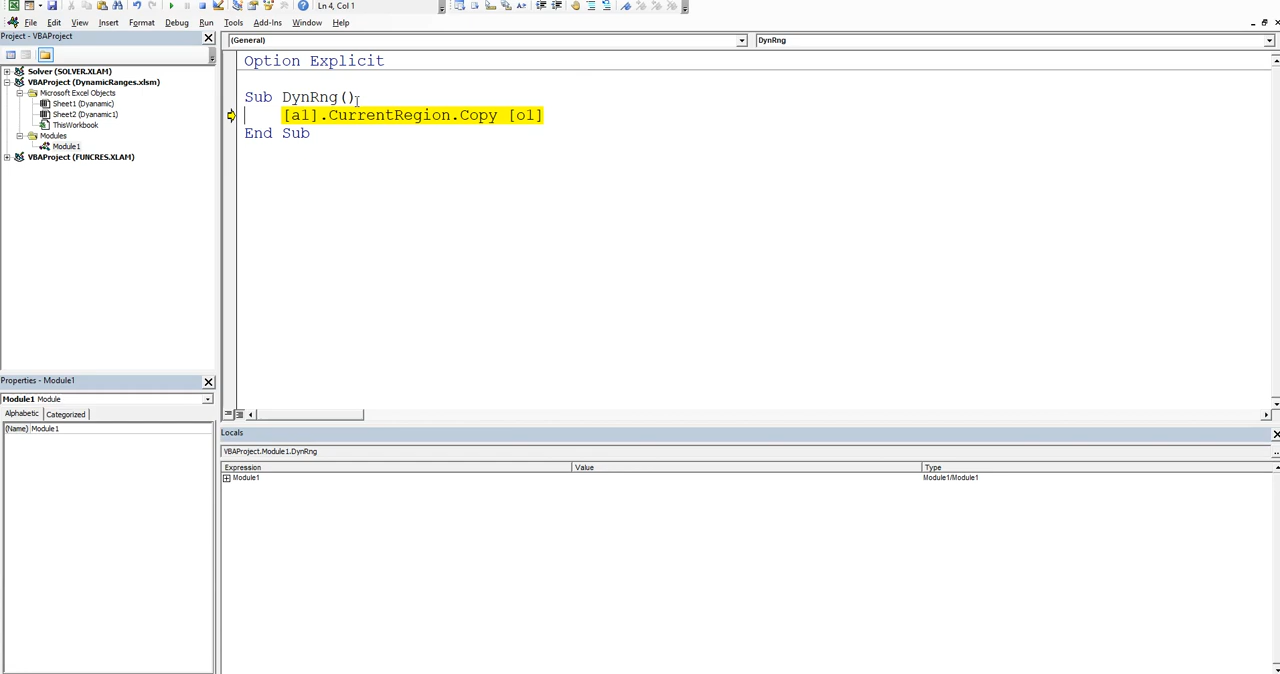 Ln 4, Col 1
File Edit View Insert Format Debug Run Tools Add-Ins Window Help
Project - VBAProject
(General) DynRng
Solver (SOLVER.XLAM)
VBAProject (DynamicRanges.xlsm)
Microsoft Excel Objects
Sheet1 (Dyanamic)
Sheet2 (Dyanamic1)
ThisWorkbook
Modules
Module1
VBAProject (FUNCRES.XLAM)
Option Explicit
Sub DynRng()
[a1].CurrentRegion.Copy [o1]
End Sub
Properties - Module1
Module1 Module
Alphabetic Categorized
(Name) Module1
Locals
VBAProject.Module1.DynRng
Expression Value Type
Module1 Module1/Module1